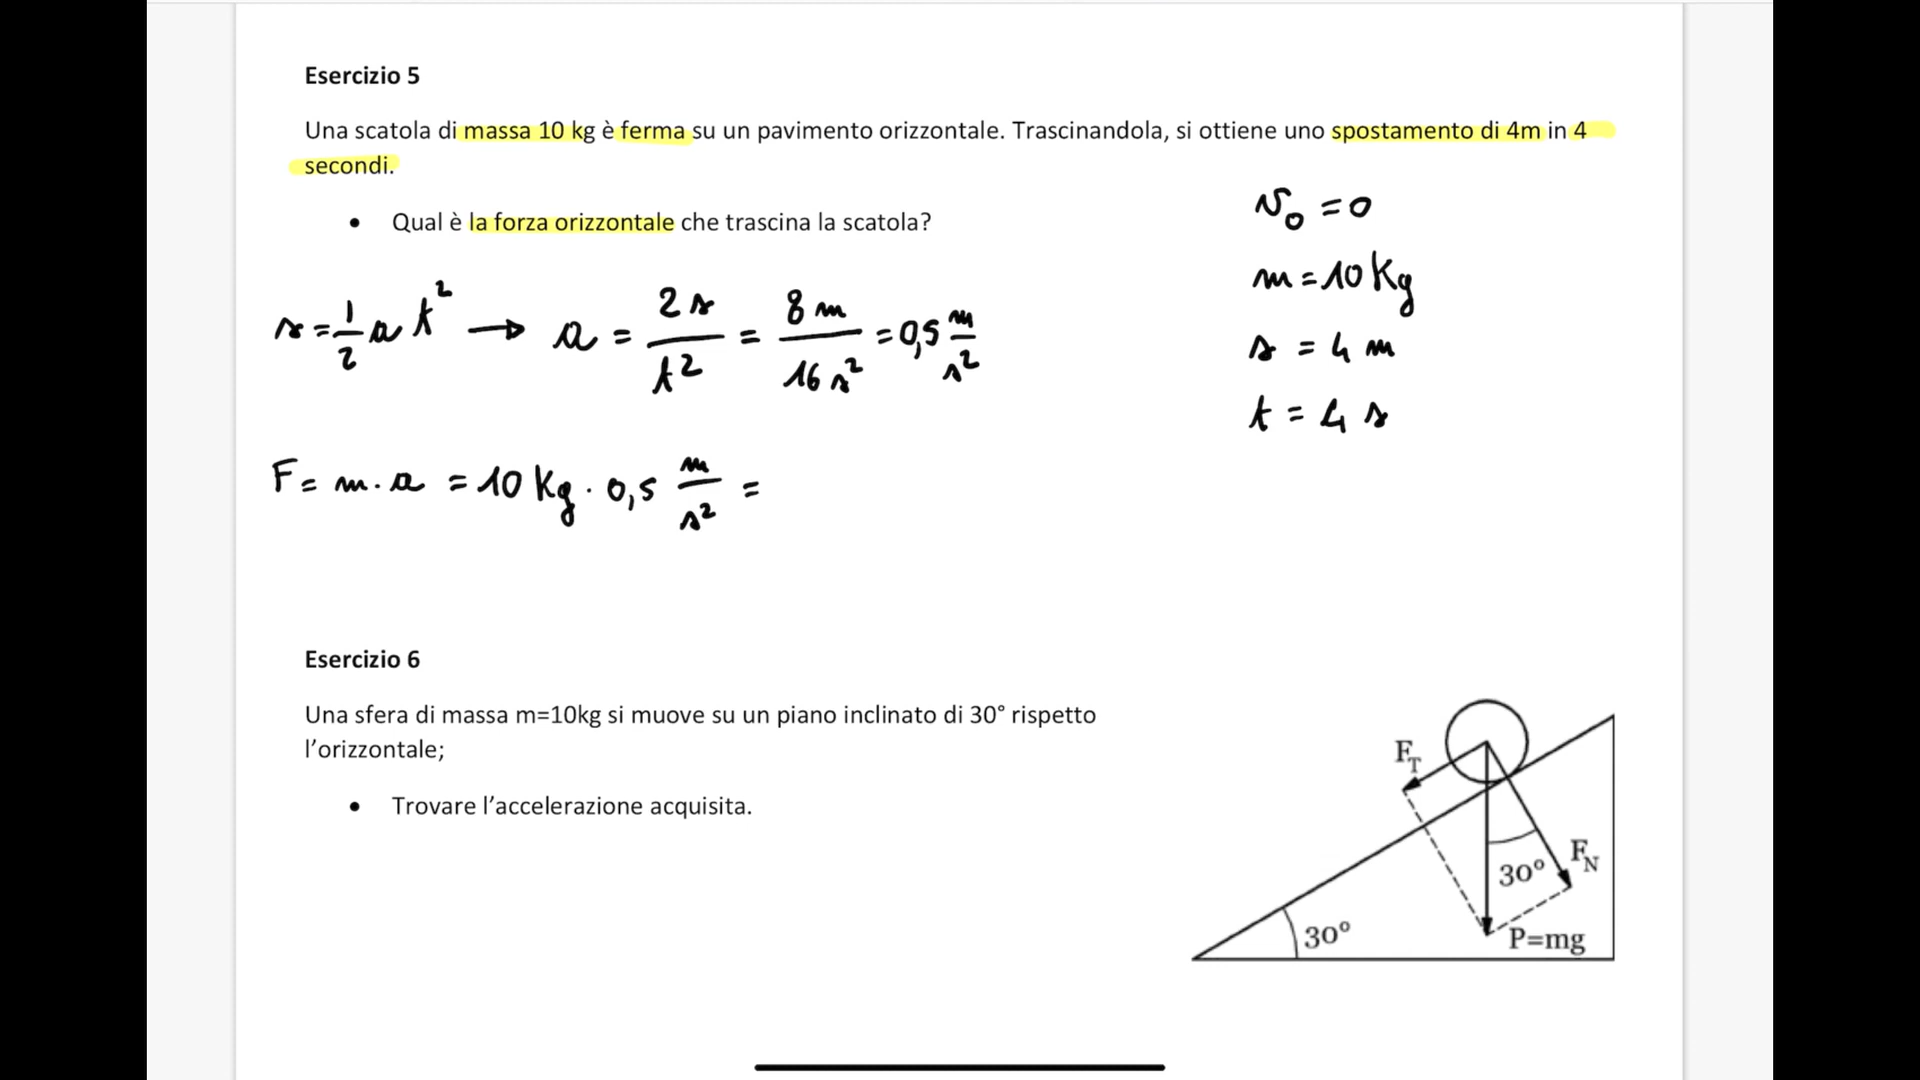 Esercizio 5
Una scatola di massa 10 kg è ferma su un pavimento orizzontale. Trascinandola, si ottiene uno spostamento di 4m in 4
secondi.
• Qual è la forza orizzontale che trascina la scatola?
v₀ = 0
m = 10 Kg
s = 4 m
t = 4 s
s = 1/2 a t² → a = 2s/t² = 8 m/16 s² = 0,5 m/s²
F = m · a = 10 Kg · 0,5 m/s² =
Esercizio 6
Una sfera di massa m=10kg si muove su un piano inclinato di 30° rispetto
l'orizzontale;
• Trovare l'accelerazione acquisita.
F_T
F_N
30°
30°
P=mg